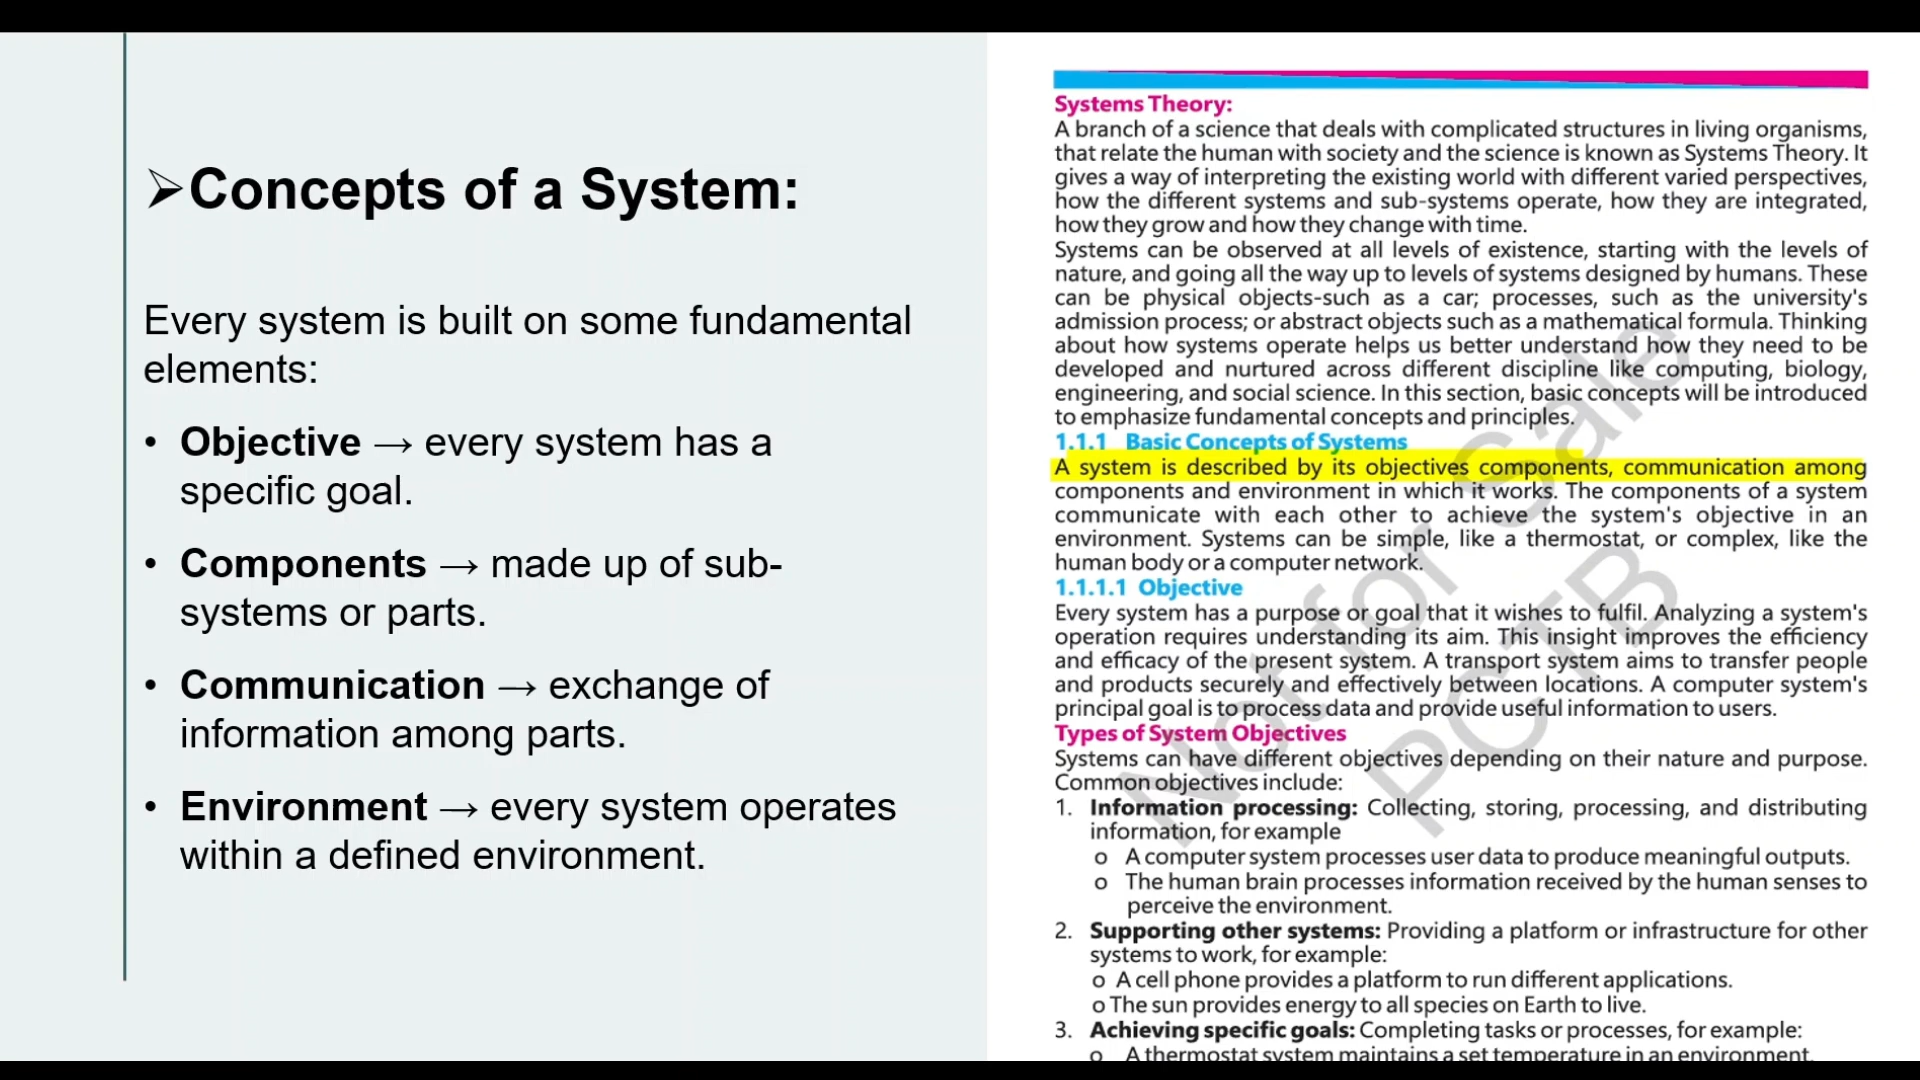 ➢Concepts of a System:
Every system is built on some fundamental
elements:
• Objective → every system has a
specific goal.
• Components → made up of sub-
systems or parts.
• Communication → exchange of
information among parts.
• Environment → every system operates
within a defined environment.
Systems Theory:
A branch of a science that deals with complicated structures in living organisms,
that relate the human with society and the science is known as Systems Theory. It
gives a way of interpreting the existing world with different varied perspectives,
how the different systems and sub-systems operate, how they are integrated,
how they grow and how they change with time.
Systems can be observed at all levels of existence, starting with the levels of
nature, and going all the way up to levels of systems designed by humans. These
can be physical objects-such as a car; processes, such as the university's
admission process; or abstract objects such as a mathematical formula. Thinking
about how systems operate helps us better understand how they need to be
developed and nurtured across different discipline like computing, biology,
engineering, and social science. In this section, basic concepts will be introduced
to emphasize fundamental concepts and principles.
1.1.1 Basic Concepts of Systems
A system is described by its objectives components, communication among
components and environment in which it works. The components of a system
communicate with each other to achieve the system's objective in an
environment. Systems can be simple, like a thermostat, or complex, like the
human body or a computer network.
1.1.1.1 Objective
Every system has a purpose or goal that it wishes to fulfil. Analyzing a system's
operation requires understanding its aim. This insight improves the efficiency
and efficacy of the present system. A transport system aims to transfer people
and products securely and effectively between locations. A computer system's
principal goal is to process data and provide useful information to users.
Types of System Objectives
Systems can have different objectives depending on their nature and purpose.
Common objectives include:
1. Information processing: Collecting, storing, processing, and distributing
information, for example
o A computer system processes user data to produce meaningful outputs.
o The human brain processes information received by the human senses to
perceive the environment.
2. Supporting other systems: Providing a platform or infrastructure for other
systems to work, for example:
o A cell phone provides a platform to run different applications.
o The sun provides energy to all species on Earth to live.
3. Achieving specific goals: Completing tasks or processes, for example:
o A thermostat system maintains a set temperature in an environment.
Not for Sale
PCTB